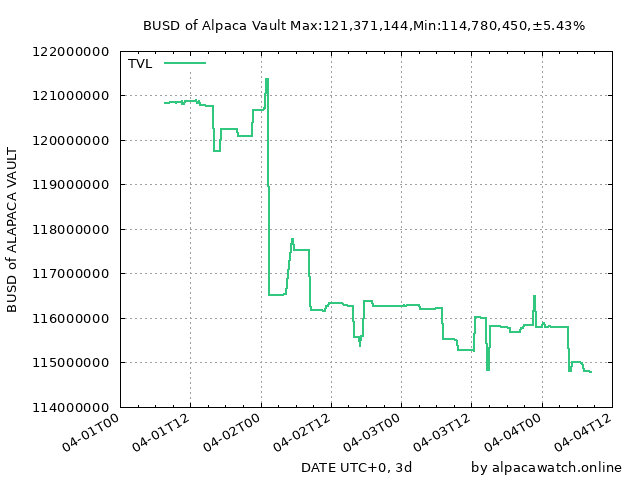 BUSD of Alpaca Vault Max:121,371,144,Min:114,780,450,±5.43%
TVL
122000000
121000000
120000000
119000000
118000000
117000000
116000000
115000000
114000000
BUSD of ALAPACA VAULT
04-01T00
04-01T12
04-02T00
04-02T12
04-03T00
04-03T12
04-04T00
04-04T12
DATE UTC+0, 3d
by alpacawatch.online